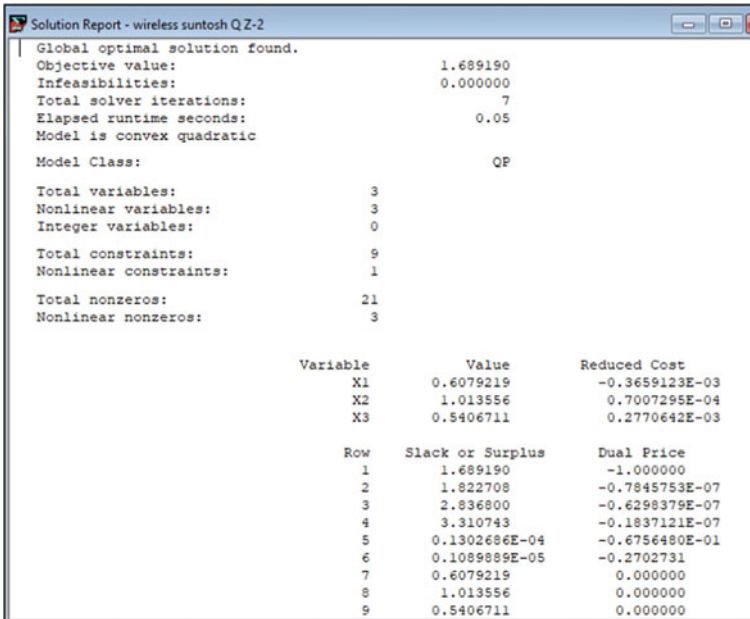 Solution Report - wireless suntosh Q Z-2
Global optimal solution found.
Objective value: 1.689190
Infeasibilities: 0.000000
Total solver iterations: 7
Elapsed runtime seconds: 0.05
Model is convex quadratic
Model Class: QP
Total variables: 3
Nonlinear variables: 3
Integer variables: 0
Total constraints: 9
Nonlinear constraints: 1
Total nonzeros: 21
Nonlinear nonzeros: 3
Variable Value Reduced Cost
X1 0.6079219 -0.3659123E-03
X2 1.013556 0.7007295E-04
X3 0.5406711 0.2770642E-03
Row Slack or Surplus Dual Price
1 1.689190 -1.000000
2 1.822708 -0.7845753E-07
3 2.836800 -0.6298379E-07
4 3.310743 -0.1837121E-07
5 0.1302686E-04 -0.6756480E-01
6 0.1089889E-05 -0.2702731
7 0.6079219 0.000000
8 1.013556 0.000000
9 0.5406711 0.000000